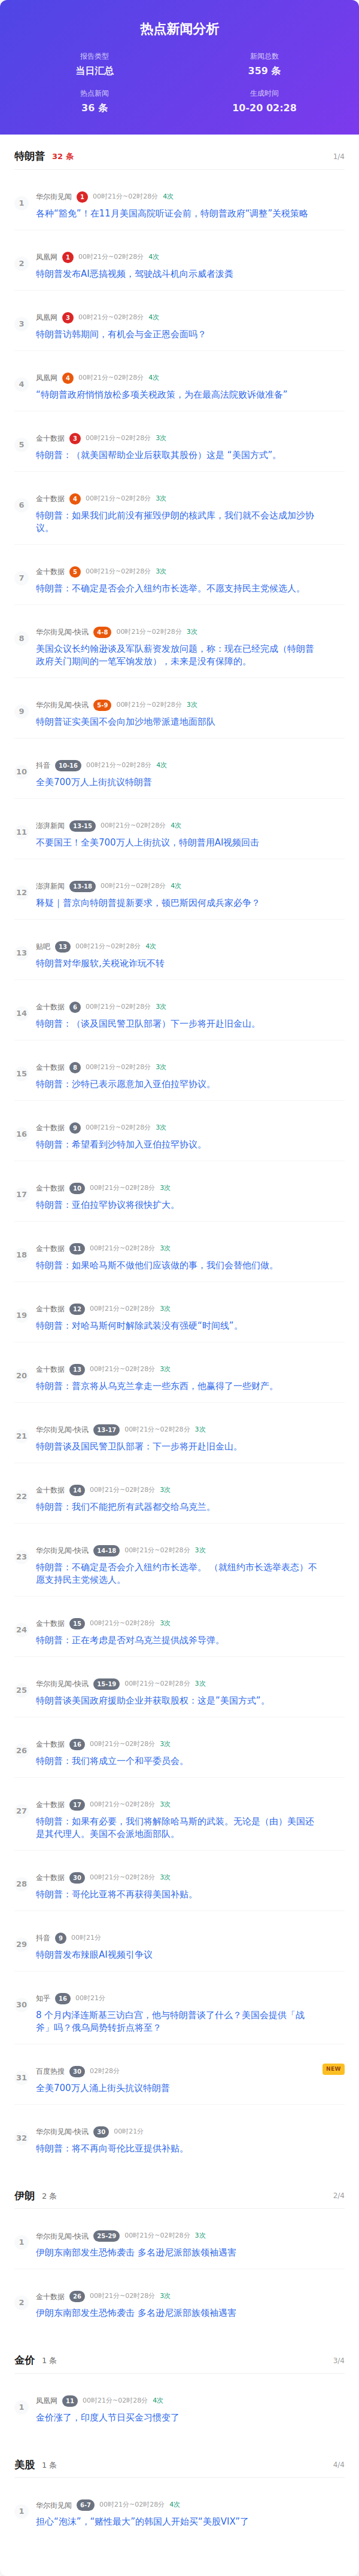 热点新闻分析
报告类型
新闻总数
当日汇总
359 条
热点新闻
生成时间
36 条
10-20 02:28
特朗普 32 条 1/4
1
华尔街见闻 1 00时21分~02时28分 4次
各种“豁免”！在11月美国高院听证会前，特朗普政府“调整”关税策略
2
凤凰网 1 00时21分~02时28分 4次
特朗普发布AI恶搞视频，驾驶战斗机向示威者泼粪
3
凤凰网 3 00时21分~02时28分 4次
特朗普访韩期间，有机会与金正恩会面吗？
4
凤凰网 4 00时21分~02时28分 4次
“特朗普政府悄悄放松多项关税政策，为在最高法院败诉做准备”
5
金十数据 3 00时21分~02时28分 3次
特朗普：（就美国帮助企业后获取其股份）这是 “美国方式”。
6
金十数据 4 00时21分~02时28分 3次
特朗普：如果我们此前没有摧毁伊朗的核武库，我们就不会达成加沙协
议。
7
金十数据 5 00时21分~02时28分 3次
特朗普：不确定是否会介入纽约市长选举。不愿支持民主党候选人。
8
华尔街见闻-快讯 4-8 00时21分~02时28分 3次
美国众议长约翰逊谈及军队薪资发放问题，称：现在已经完成（特朗普
政府关门期间的一笔军饷发放），未来是没有保障的。
9
华尔街见闻-快讯 5-9 00时21分~02时28分 3次
特朗普证实美国不会向加沙地带派遣地面部队
10
抖音 10-16 00时21分~02时28分 4次
全美700万人上街抗议特朗普
11
澎湃新闻 13-15 00时21分~02时28分 4次
不要国王！全美700万人上街抗议，特朗普用AI视频回击
12
澎湃新闻 13-18 00时21分~02时28分 4次
释疑｜普京向特朗普提新要求，顿巴斯因何成兵家必争？
13
贴吧 13 00时21分~02时28分 4次
特朗普对华服软,关税讹诈玩不转
14
金十数据 6 00时21分~02时28分 3次
特朗普：（谈及国民警卫队部署）下一步将开赴旧金山。
15
金十数据 8 00时21分~02时28分 3次
特朗普：沙特已表示愿意加入亚伯拉罕协议。
16
金十数据 9 00时21分~02时28分 3次
特朗普：希望看到沙特加入亚伯拉罕协议。
17
金十数据 10 00时21分~02时28分 3次
特朗普：亚伯拉罕协议将很快扩大。
18
金十数据 11 00时21分~02时28分 3次
特朗普：如果哈马斯不做他们应该做的事，我们会替他们做。
19
金十数据 12 00时21分~02时28分 3次
特朗普：对哈马斯何时解除武装没有强硬“时间线”。
20
金十数据 13 00时21分~02时28分 3次
特朗普：普京将从乌克兰拿走一些东西，他赢得了一些财产。
21
华尔街见闻-快讯 13-17 00时21分~02时28分 3次
特朗普谈及国民警卫队部署：下一步将开赴旧金山。
22
金十数据 14 00时21分~02时28分 3次
特朗普：我们不能把所有武器都交给乌克兰。
23
华尔街见闻-快讯 14-18 00时21分~02时28分 3次
特朗普：不确定是否会介入纽约市长选举。 （就纽约市长选举表态）不
愿支持民主党候选人。
24
金十数据 15 00时21分~02时28分 3次
特朗普：正在考虑是否对乌克兰提供战斧导弹。
25
华尔街见闻-快讯 15-19 00时21分~02时28分 3次
特朗普谈美国政府援助企业并获取股权：这是“美国方式”。
26
金十数据 16 00时21分~02时28分 3次
特朗普：我们将成立一个和平委员会。
27
金十数据 17 00时21分~02时28分 3次
特朗普：如果有必要，我们将解除哈马斯的武装。无论是（由）美国还
是其代理人。美国不会派地面部队。
28
金十数据 30 00时21分~02时28分 3次
特朗普：哥伦比亚将不再获得美国补贴。
29
抖音 9 00时21分
特朗普发布辣眼AI视频引争议
30
知乎 16 00时21分
8 个月内泽连斯基三访白宫，他与特朗普谈了什么？美国会提供「战
斧」吗？俄乌局势转折点将至？
31
百度热搜 30 02时28分 NEW
全美700万人涌上街头抗议特朗普
32
华尔街见闻-快讯 30 00时21分
特朗普：将不再向哥伦比亚提供补贴。
伊朗 2 条 2/4
1
华尔街见闻-快讯 25-29 00时21分~02时28分 3次
伊朗东南部发生恐怖袭击 多名逊尼派部族领袖遇害
2
金十数据 26 00时21分~02时28分 3次
伊朗东南部发生恐怖袭击 多名逊尼派部族领袖遇害
金价 1 条 3/4
1
凤凰网 11 00时21分~02时28分 4次
金价涨了，印度人节日买金习惯变了
美股 1 条 4/4
1
华尔街见闻 6-7 00时21分~02时28分 4次
担心“泡沫”，“赌性最大”的韩国人开始买“美股VIX”了